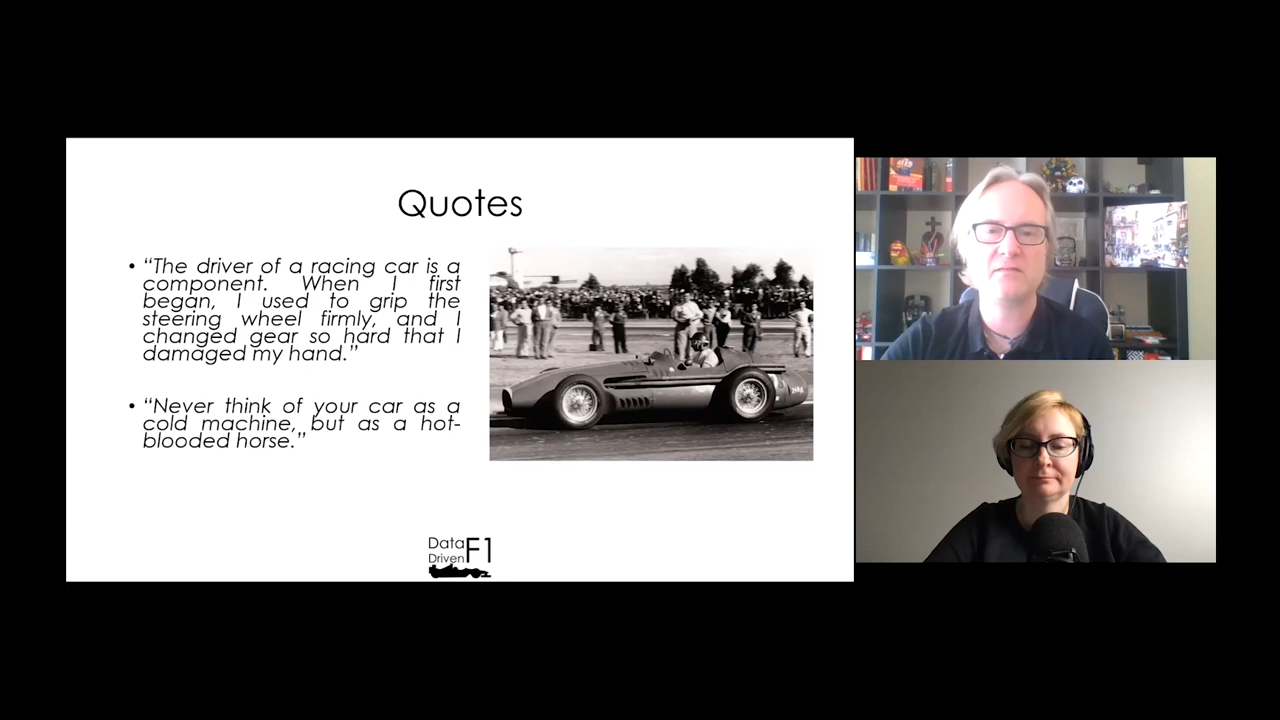 Quotes
• “The driver of a racing car is a
component. When I first
began, I used to grip the
steering wheel firmly, and I
changed gear so hard that I
damaged my hand.”
• “Never think of your car as a
cold machine, but as a hot-
blooded horse.”
Data
Driven F1